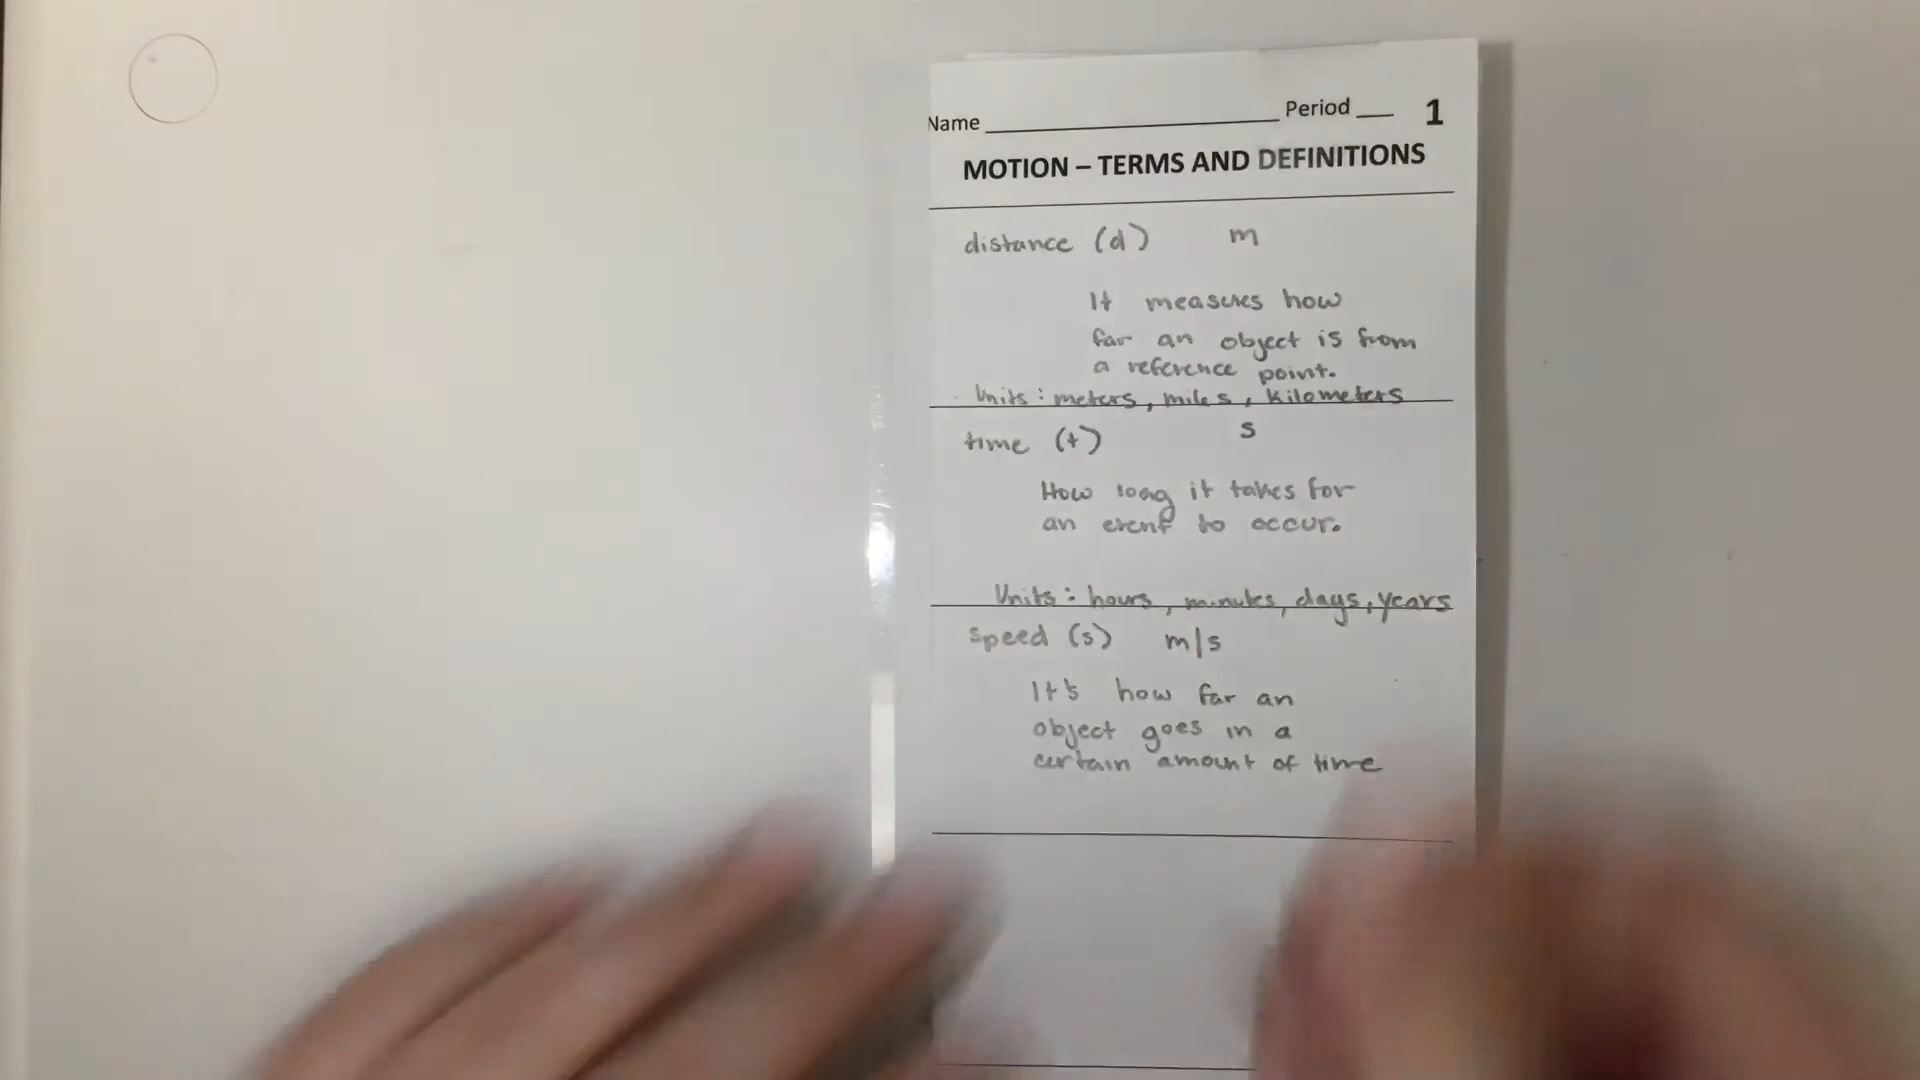 Name Period 1
MOTION – TERMS AND DEFINITIONS
distance (d) m
It measures how
far an object is from
a reference point.
Units: meters, miles, kilometers
time (t) s
How long it takes for
an event to occur.
Units: hours, minutes, days, years
speed (s) m/s
It's how far an
object goes in a
certain amount of time